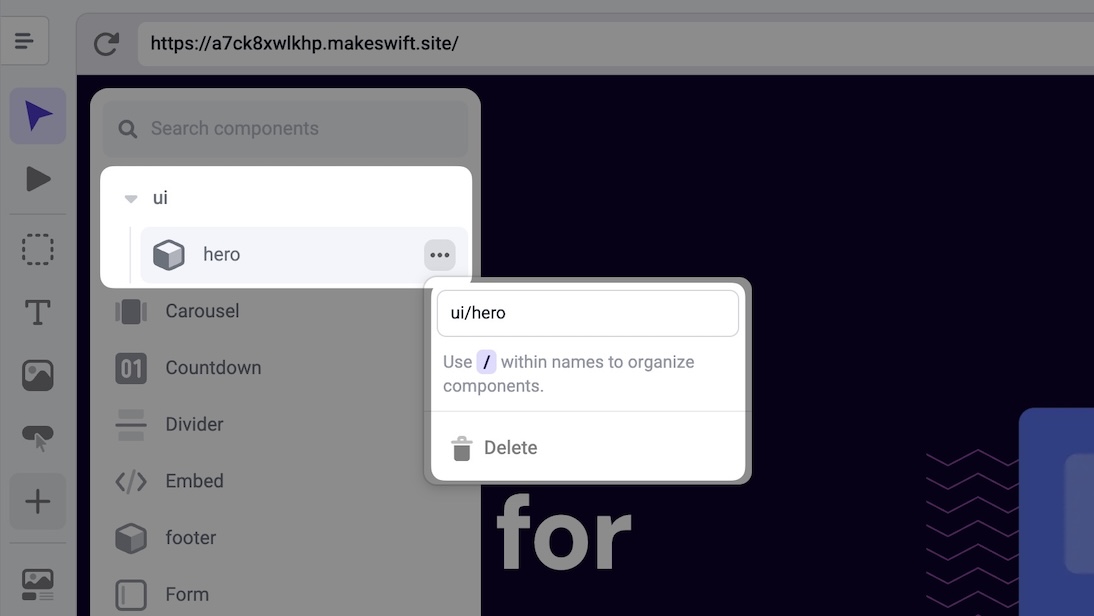 https://a7ck8xwlkhp.makeswift.site/
Search components
ui
hero
ui/hero
Use / within names to organize
components.
Delete
Carousel
01 Countdown
Divider
</> Embed
footer
Form
T
for